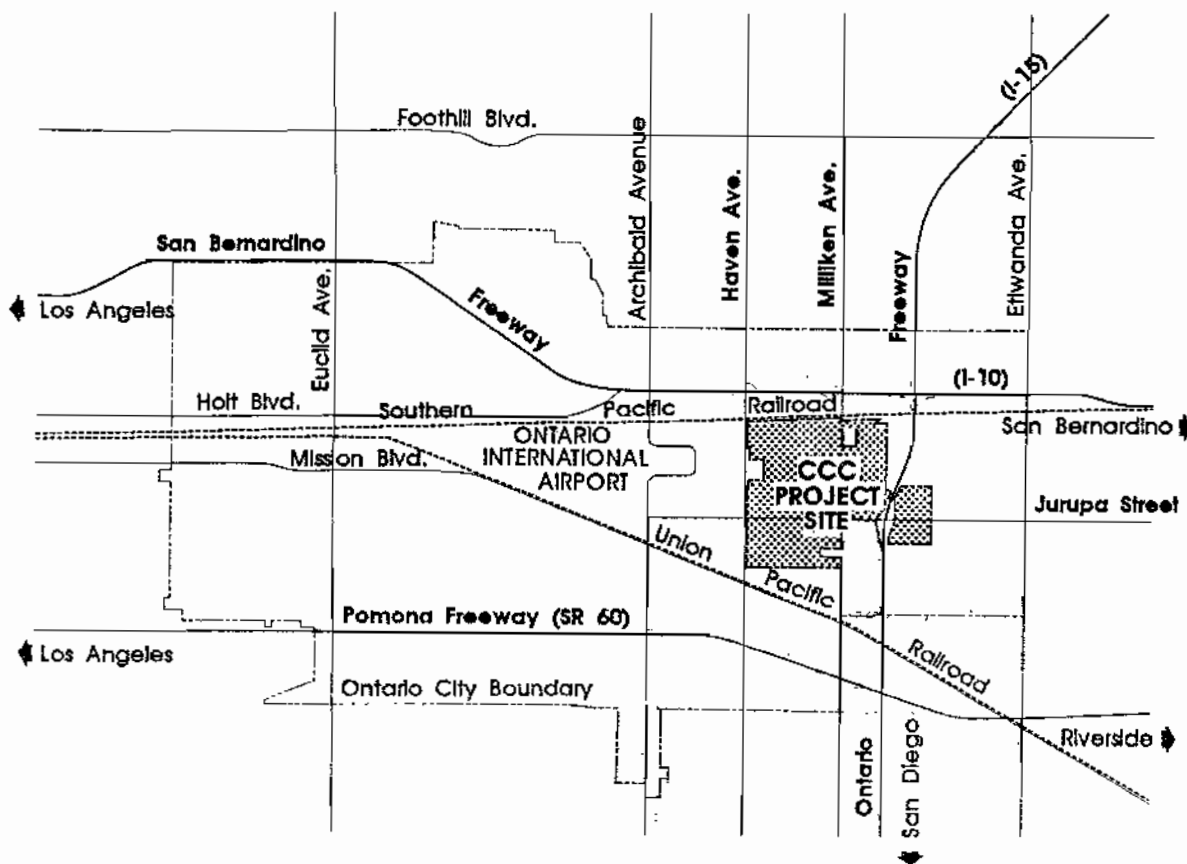 (I-15)
Foothill Blvd.
Archibald Avenue
Haven Ave.
Milliken Ave.
Etiwanda Ave.
San Bernardino
Freeway
Euclid Ave.
Freeway
Los Angeles
(I-10)
Holt Blvd.
Southern Pacific Railroad
San Bernardino
ONTARIO
INTERNATIONAL
AIRPORT
Mission Blvd.
CCC
PROJECT
SITE
Jurupa Street
Union Pacific Railroad
Pomona Freeway (SR 60)
Los Angeles
Ontario City Boundary
Riverside
Ontario
San Diego